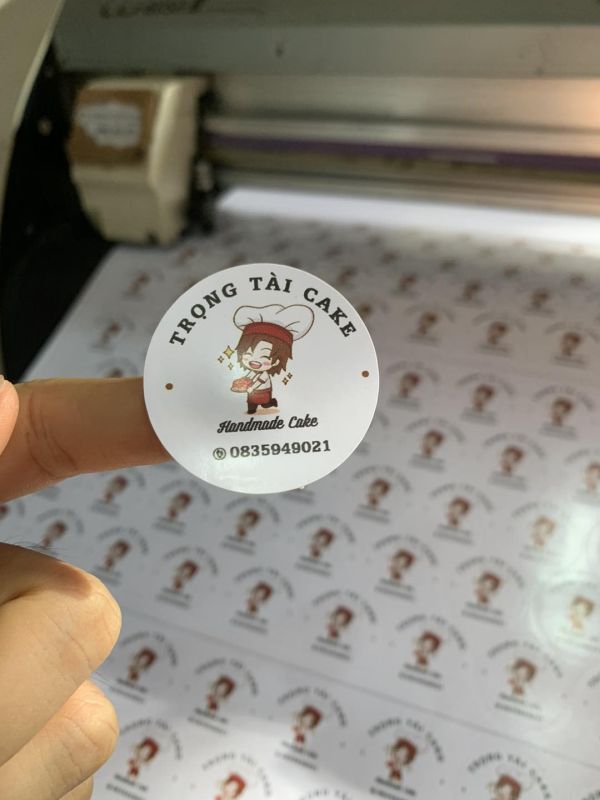 TRỌNG TÀI CAKE
Handmade Cake
0835949021